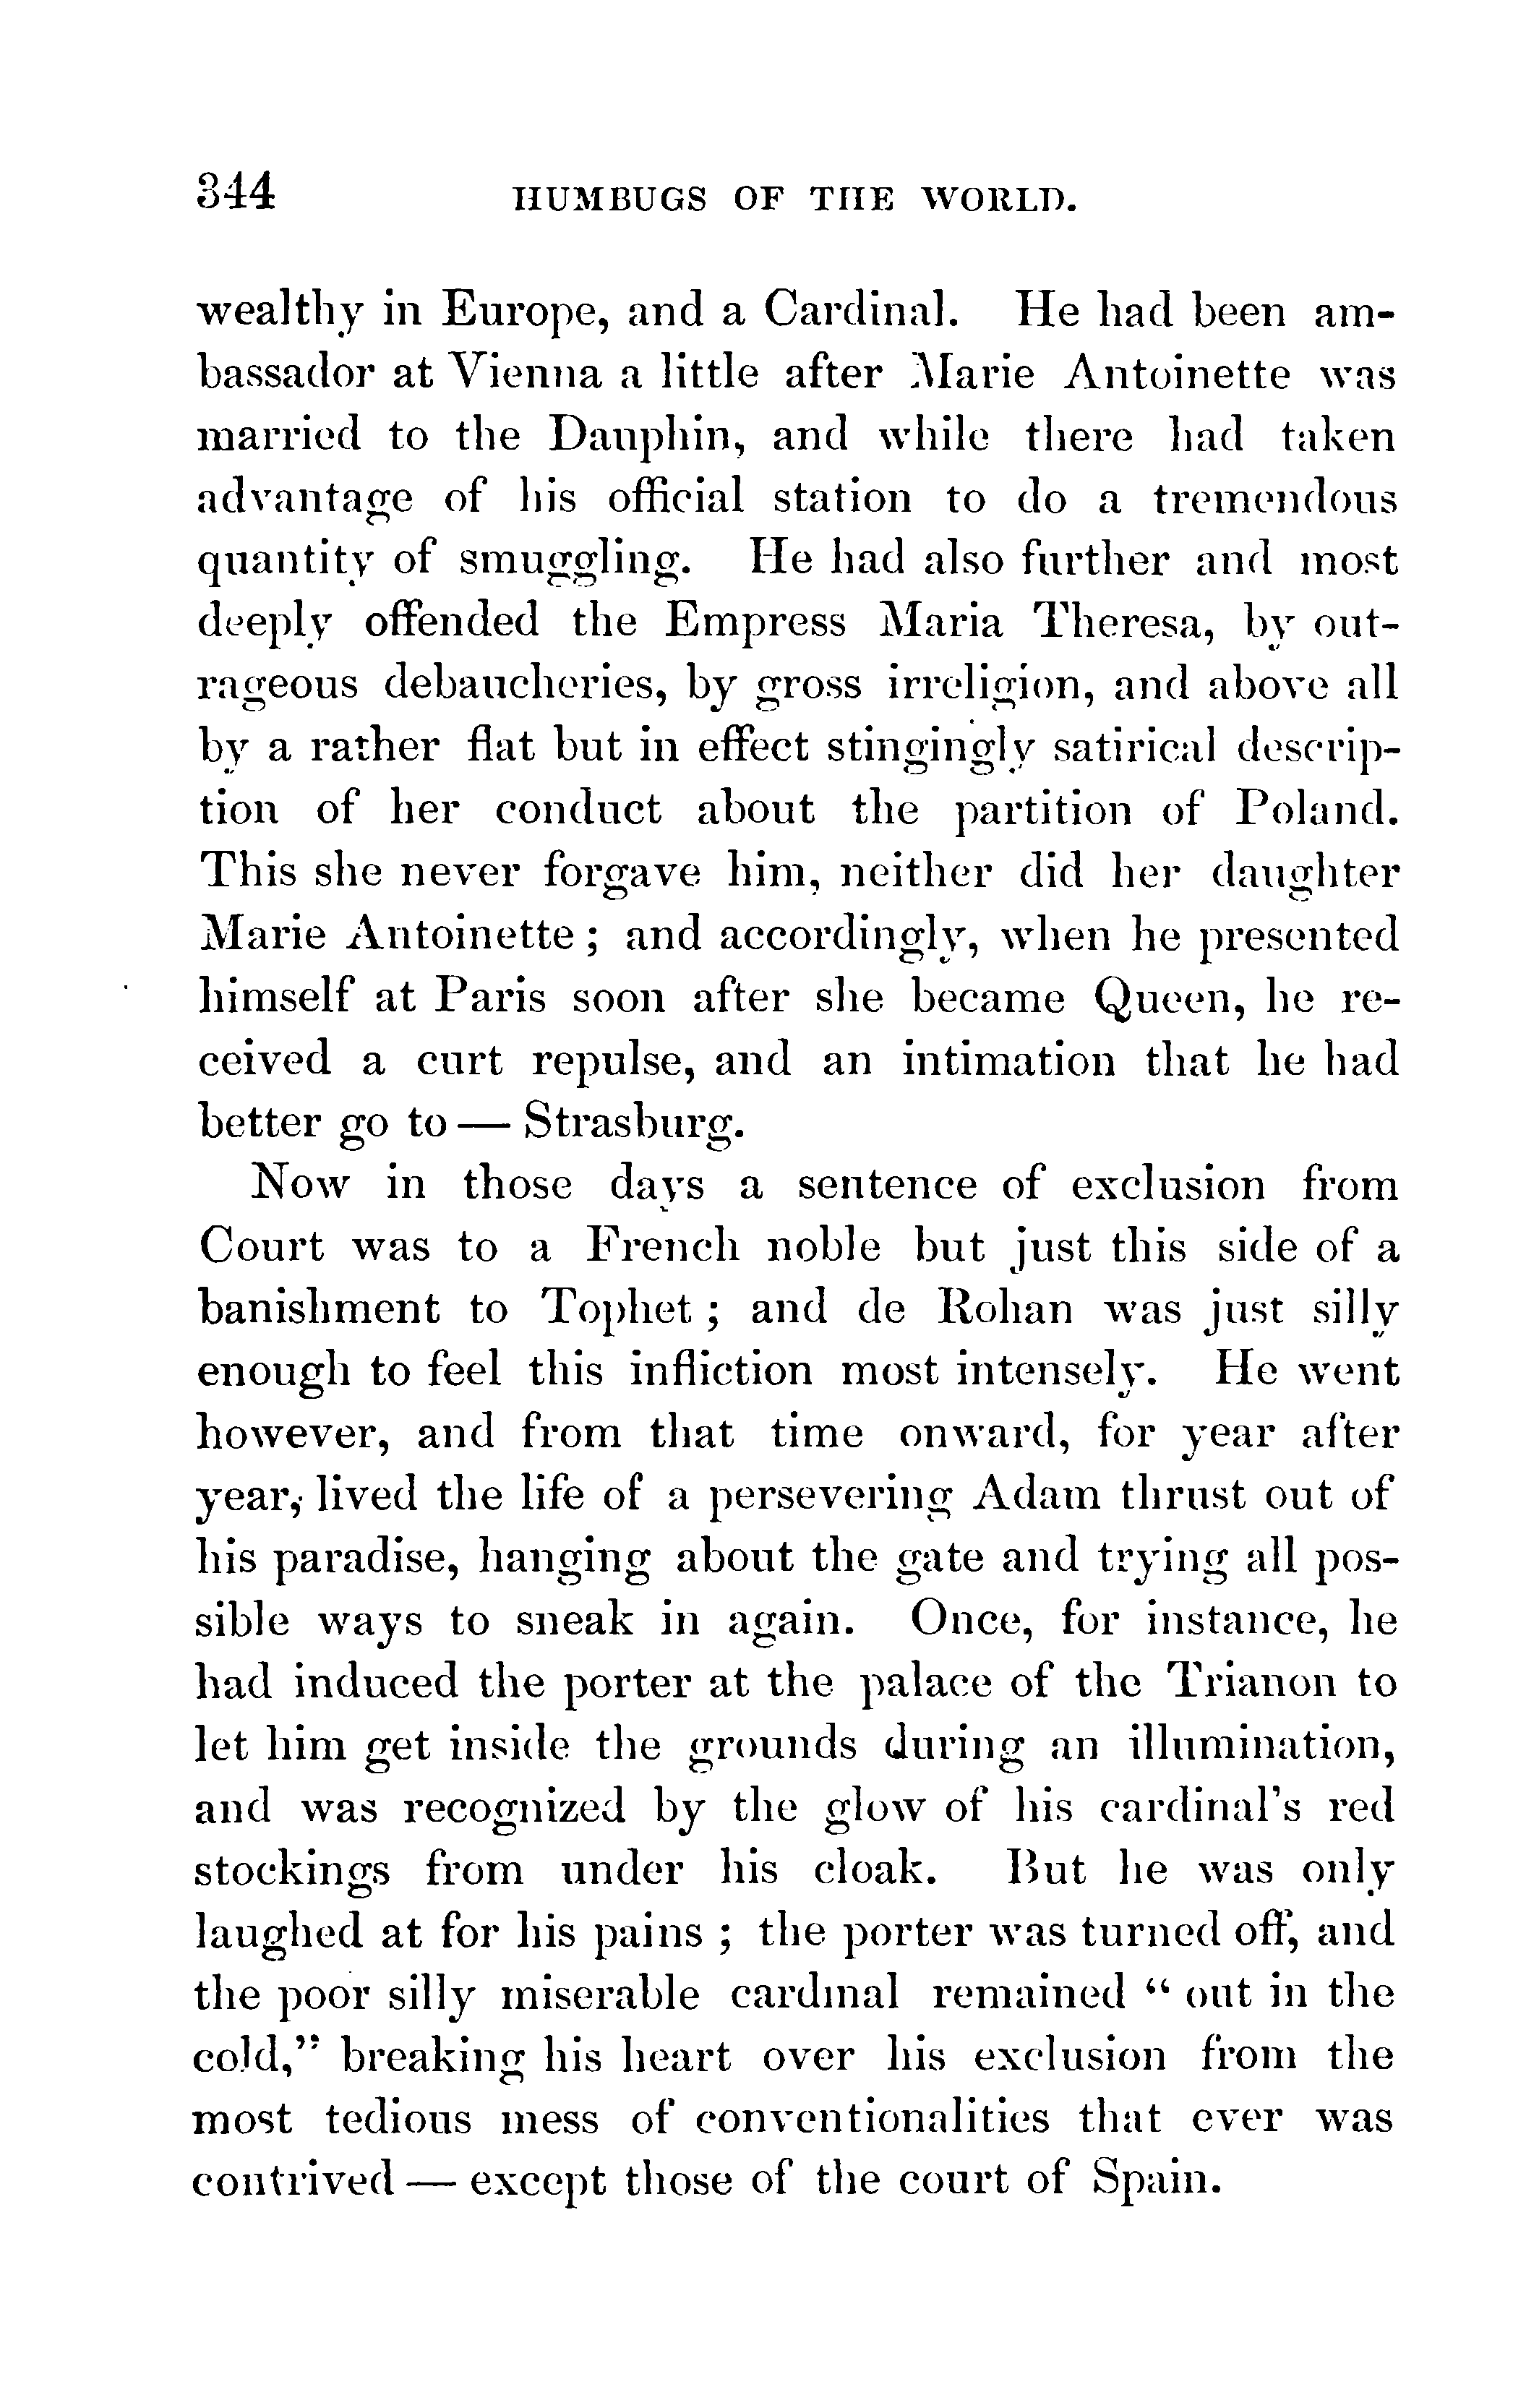 344 HUMBUGS OF THE WORLD.
wealthy in Europe, and a Cardinal. He had been am-
bassador at Vienna a little after Marie Antoinette was
married to the Dauphin, and while there had taken
advantage of his official station to do a tremendous
quantity of smuggling. He had also further and most
deeply offended the Empress Maria Theresa, by out-
rageous debaucheries, by gross irreligion, and above all
by a rather flat but in effect stingingly satirical descrip-
tion of her conduct about the partition of Poland.
This she never forgave him, neither did her daughter
Marie Antoinette; and accordingly, when he presented
himself at Paris soon after she became Queen, he re-
ceived a curt repulse, and an intimation that he had
better go to — Strasburg.
Now in those days a sentence of exclusion from
Court was to a French noble but just this side of a
banishment to Tophet; and de Rohan was just silly
enough to feel this infliction most intensely. He went
however, and from that time onward, for year after
year, lived the life of a persevering Adam thrust out of
his paradise, hanging about the gate and trying all pos-
sible ways to sneak in again. Once, for instance, he
had induced the porter at the palace of the Trianon to
let him get inside the grounds during an illumination,
and was recognized by the glow of his cardinal's red
stockings from under his cloak. But he was only
laughed at for his pains; the porter was turned off, and
the poor silly miserable cardinal remained "out in the
cold," breaking his heart over his exclusion from the
most tedious mess of conventionalities that ever was
contrived — except those of the court of Spain.